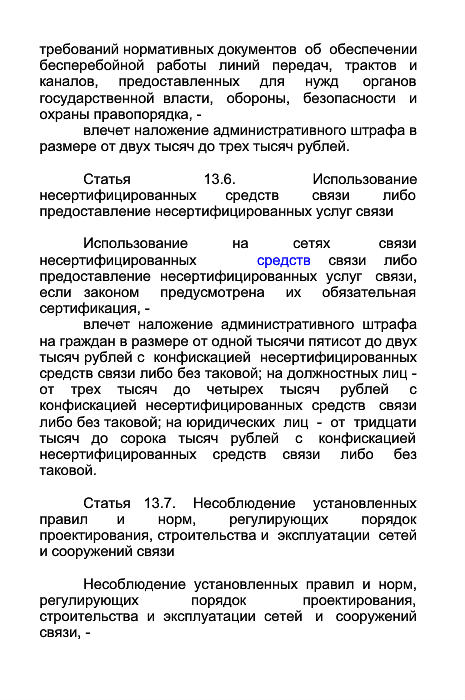 требований нормативных документов об обеспечении
бесперебойной работы линий передач, трактов и
каналов, предоставленных для нужд органов
государственной власти, обороны, безопасности и
охраны правопорядка, -
влечет наложение административного штрафа в
размере от двух тысяч до трех тысяч рублей.
Статья 13.6. Использование
несертифицированных средств связи либо
предоставление несертифицированных услуг связи
Использование на сетях связи
несертифицированных средств связи либо
предоставление несертифицированных услуг связи,
если законом предусмотрена их обязательная
сертификация, -
влечет наложение административного штрафа
на граждан в размере от одной тысячи пятисот до двух
тысяч рублей с конфискацией несертифицированных
средств связи либо без таковой; на должностных лиц -
от трех тысяч до четырех тысяч рублей с
конфискацией несертифицированных средств связи
либо без таковой; на юридических лиц - от тридцати
тысяч до сорока тысяч рублей с конфискацией
несертифицированных средств связи либо без
таковой.
Статья 13.7. Несоблюдение установленных
правил и норм, регулирующих порядок
проектирования, строительства и эксплуатации сетей
и сооружений связи
Несоблюдение установленных правил и норм,
регулирующих порядок проектирования,
строительства и эксплуатации сетей и сооружений
связи, -